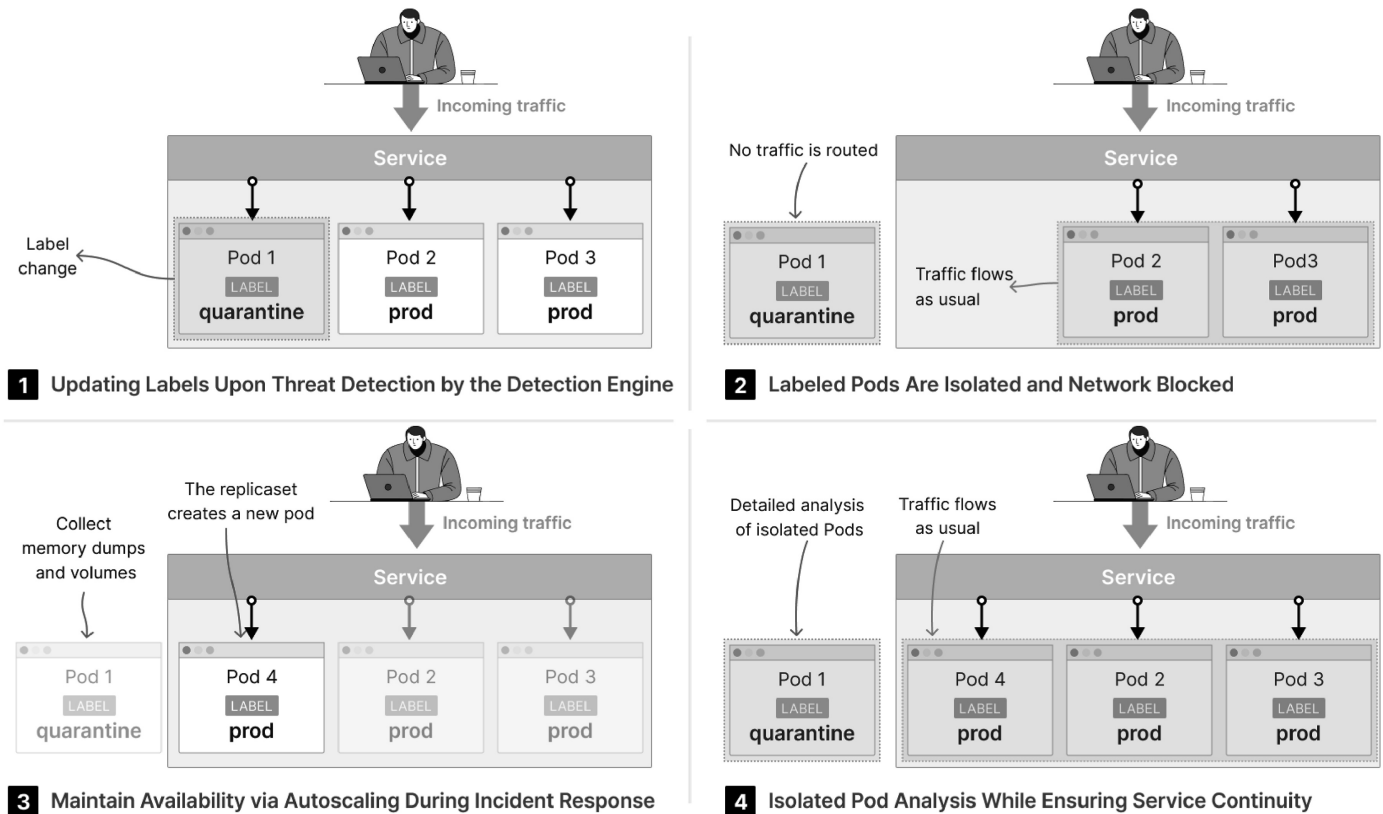 Incoming traffic
Service
Label
change
Pod 1
LABEL
quarantine
Pod 2
LABEL
prod
Pod 3
LABEL
prod
1 Updating Labels Upon Threat Detection by the Detection Engine
Incoming traffic
No traffic is routed
Service
Pod 1
LABEL
quarantine
Traffic flows
as usual
Pod 2
LABEL
prod
Pod3
LABEL
prod
2 Labeled Pods Are Isolated and Network Blocked
Collect
memory dumps
and volumes
The replicaset
creates a new pod
Incoming traffic
Service
Pod 1
LABEL
quarantine
Pod 4
LABEL
prod
Pod 2
LABEL
prod
Pod 3
LABEL
prod
3 Maintain Availability via Autoscaling During Incident Response
Detailed analysis
of isolated Pods
Traffic flows
as usual
Incoming traffic
Service
Pod 1
LABEL
quarantine
Pod 4
LABEL
prod
Pod 2
LABEL
prod
Pod 3
LABEL
prod
4 Isolated Pod Analysis While Ensuring Service Continuity